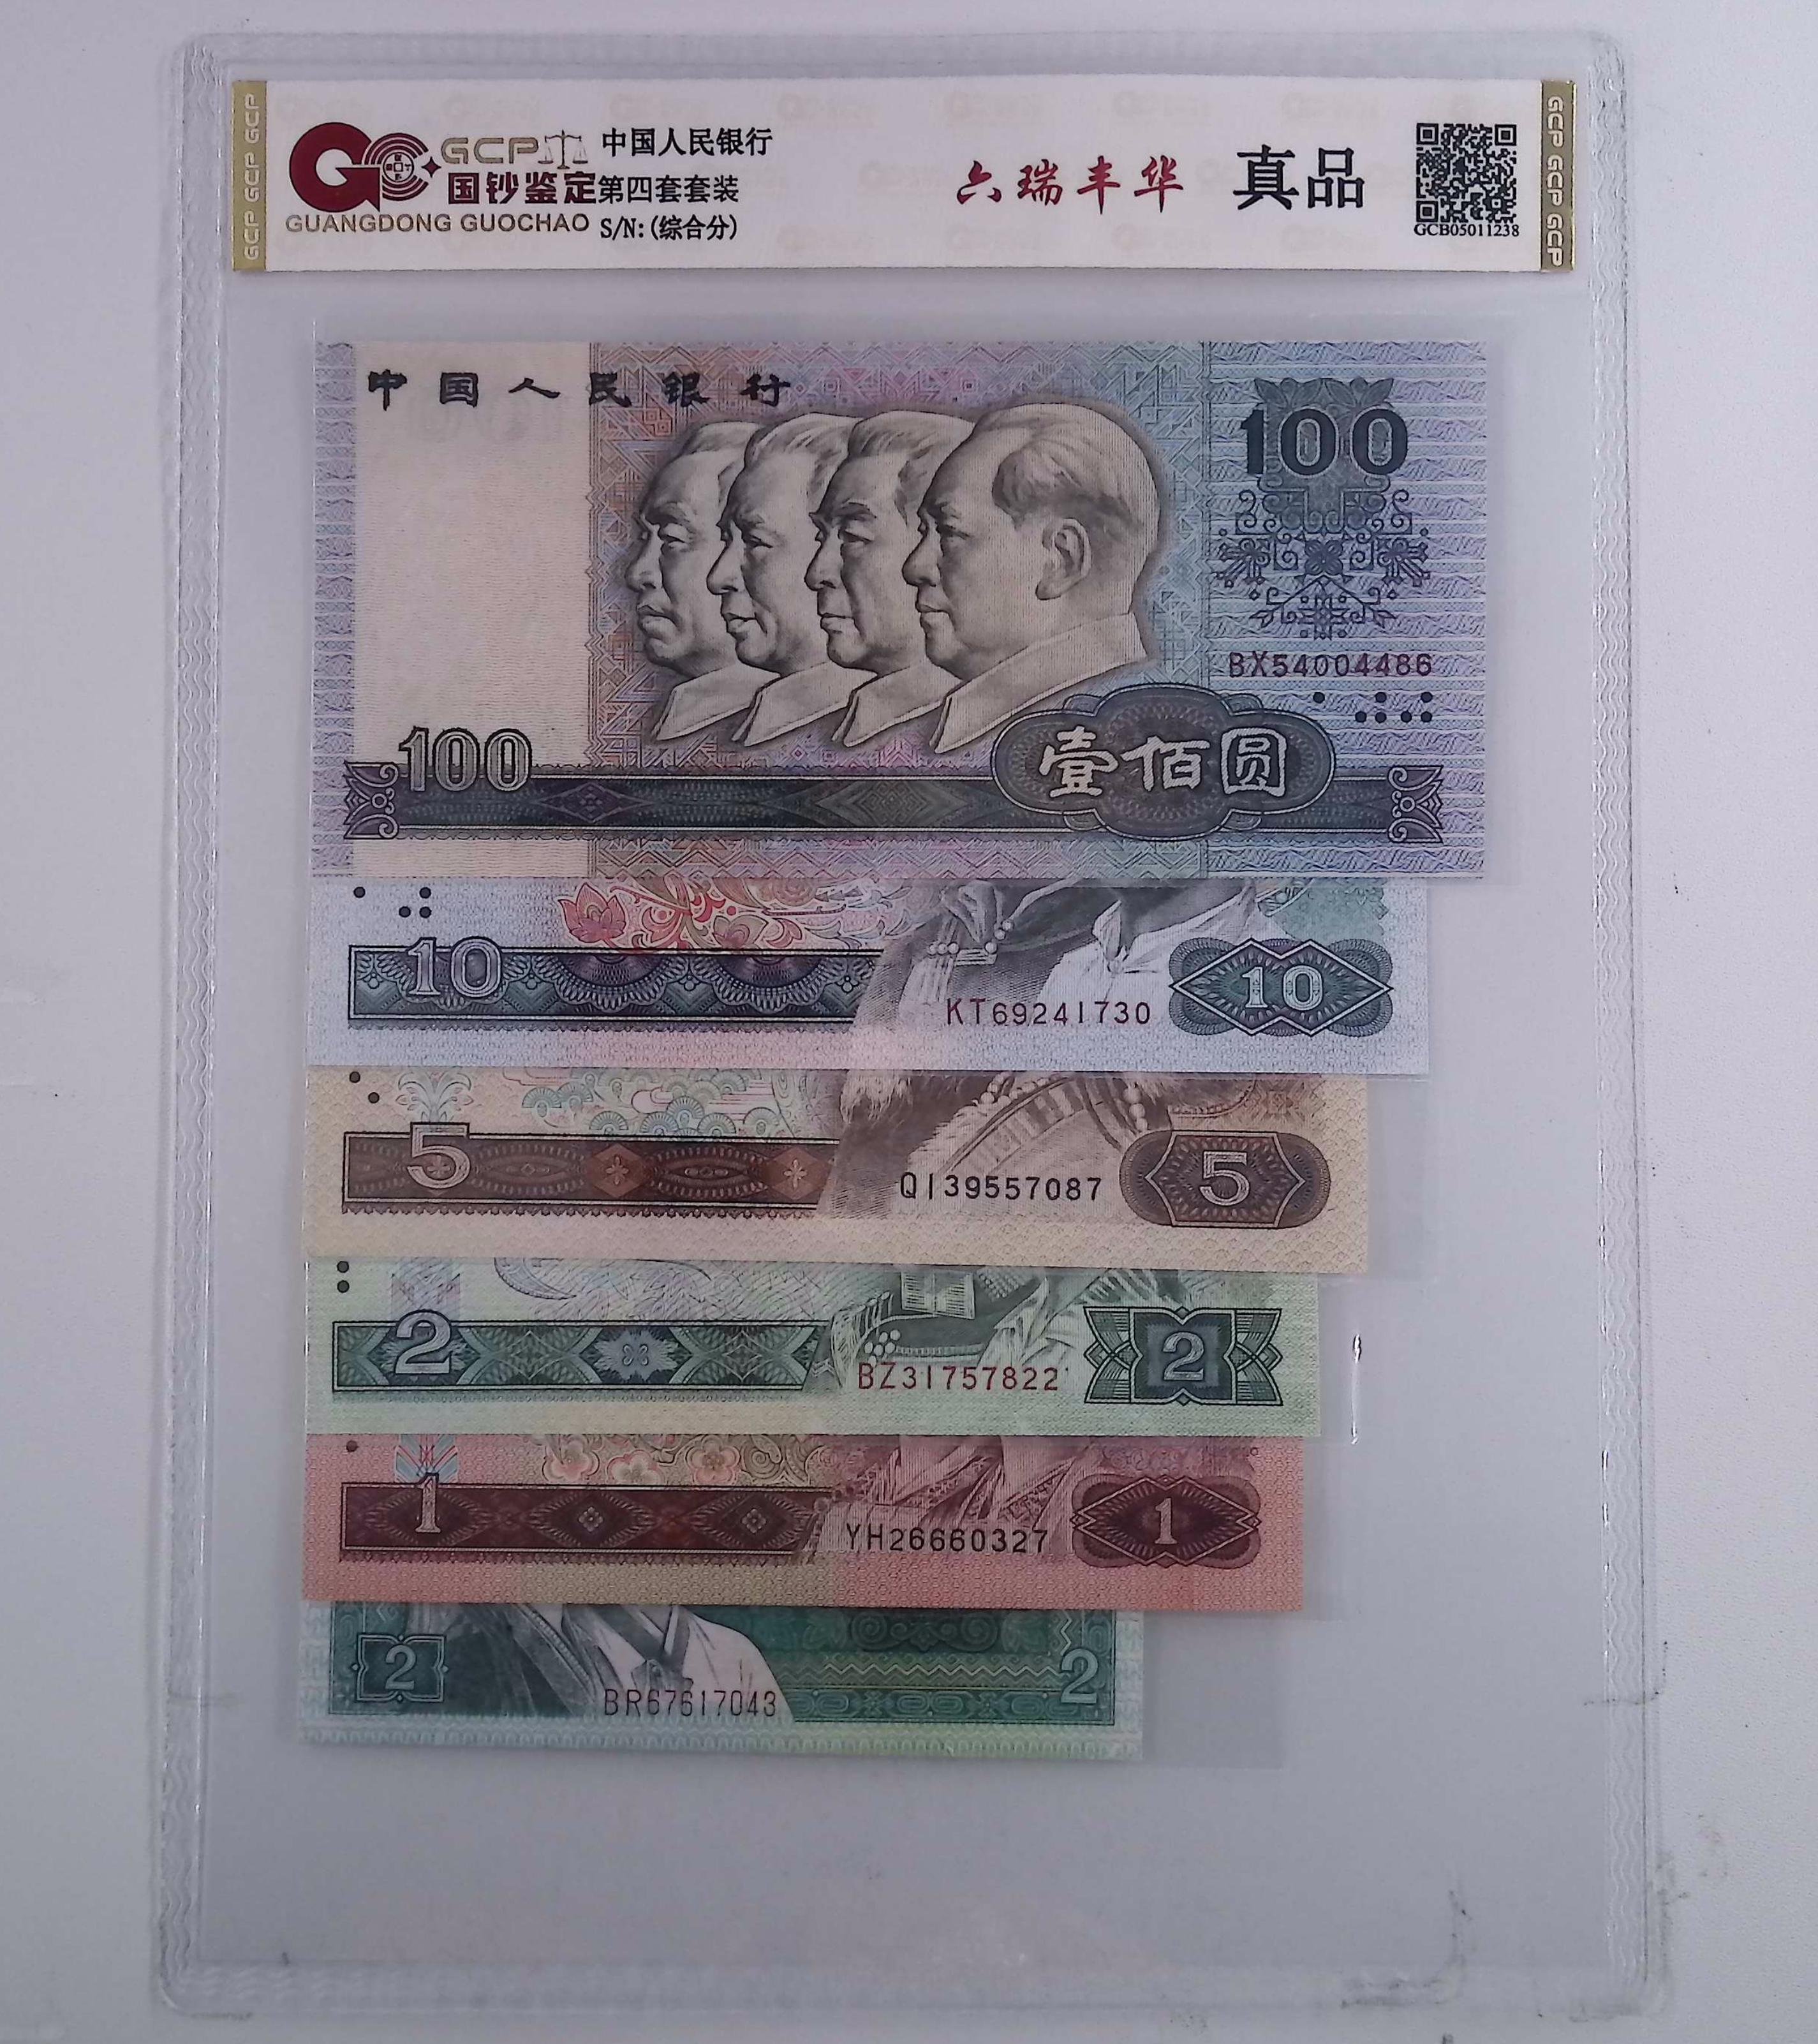 GCP GCP GCP
GCP
中国人民银行
国钞鉴定
第四套套装
GUANGDONG GUOCHAO
S/N:(综合分)
六瑞丰华
真品
GCB05011238
GCP GCP GCP
中国人民银行
100
BX54004486
100
壹佰圆
10
KT69241730
10
5
QI39557087
5
2
BZ31757822
2
1
YH26660327
1
2
BR67617043
2